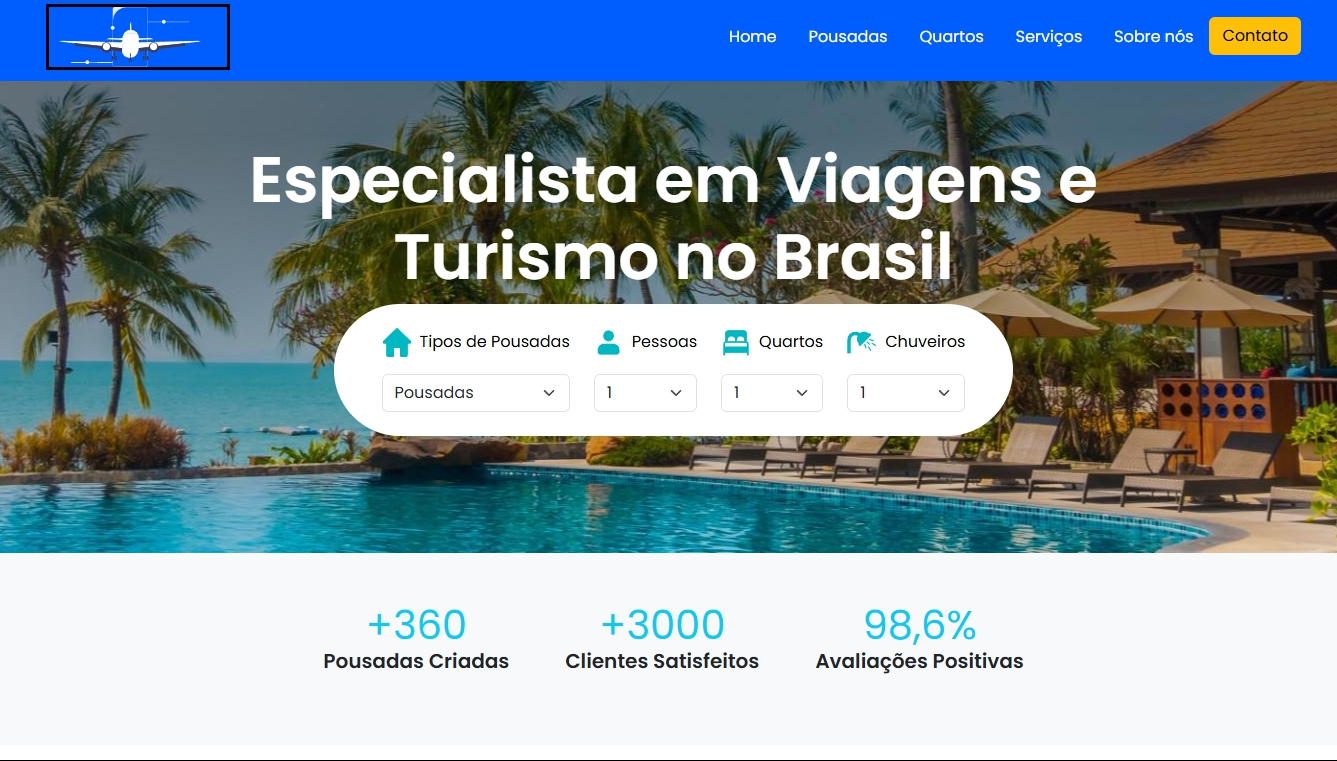 Home Pousadas Quartos Serviços Sobre nós Contato
Especialista em Viagens e
Turismo no Brasil
Tipos de Pousadas Pessoas Quartos Chuveiros
Pousadas 1 1 1
+360 +3000 98,6%
Pousadas Criadas Clientes Satisfeitos Avaliações Positivas